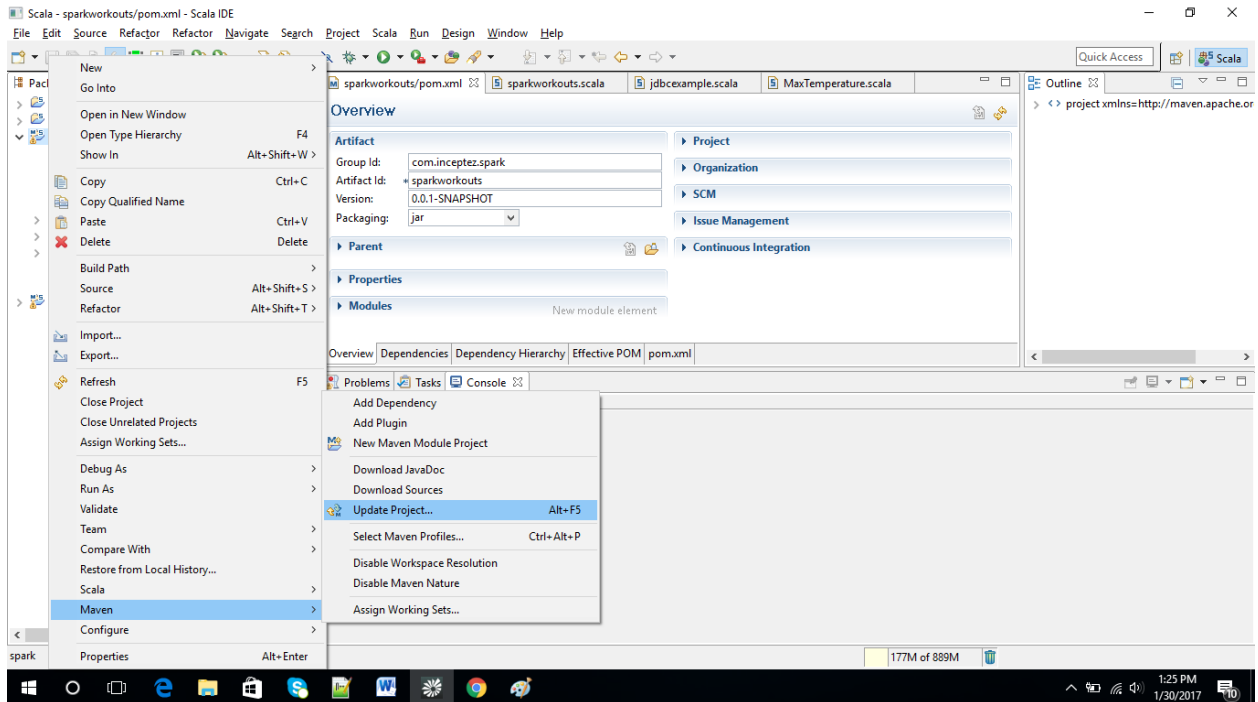 Scala - sparkworkouts/pom.xml - Scala IDE
File Edit Source Refactor Refactor Navigate Search Project Scala Run Design Window Help
Quick Access
Scala
Pac
New
Go Into
Open in New Window
Open Type Hierarchy F4
Show In Alt+Shift+W >
Copy Ctrl+C
Copy Qualified Name
Paste Ctrl+V
Delete Delete
Build Path
Source Alt+Shift+S >
Refactor Alt+Shift+T >
Import...
Export...
Refresh F5
Close Project
Close Unrelated Projects
Assign Working Sets...
Debug As
Run As
Validate
Team
Compare With
Restore from Local History...
Scala
Maven
Configure
Properties Alt+Enter
sparkworkouts/pom.xml
sparkworkouts.scala
jdbcexample.scala
MaxTemperature.scala
Overview
Artifact
Group Id: com.inceptez.spark
Artifact Id: * sparkworkouts
Version: 0.0.1-SNAPSHOT
Packaging: jar
Parent
Properties
Modules
New module element
Project
Organization
SCM
Issue Management
Continuous Integration
Overview Dependencies Dependency Hierarchy Effective POM pom.xml
Outline
<> project xmlns=http://maven.apache.or
Problems Tasks Console
Add Dependency
Add Plugin
New Maven Module Project
Download JavaDoc
Download Sources
Update Project... Alt+F5
Select Maven Profiles... Ctrl+Alt+P
Disable Workspace Resolution
Disable Maven Nature
Assign Working Sets...
spark
177M of 889M
1:25 PM
1/30/2017
10